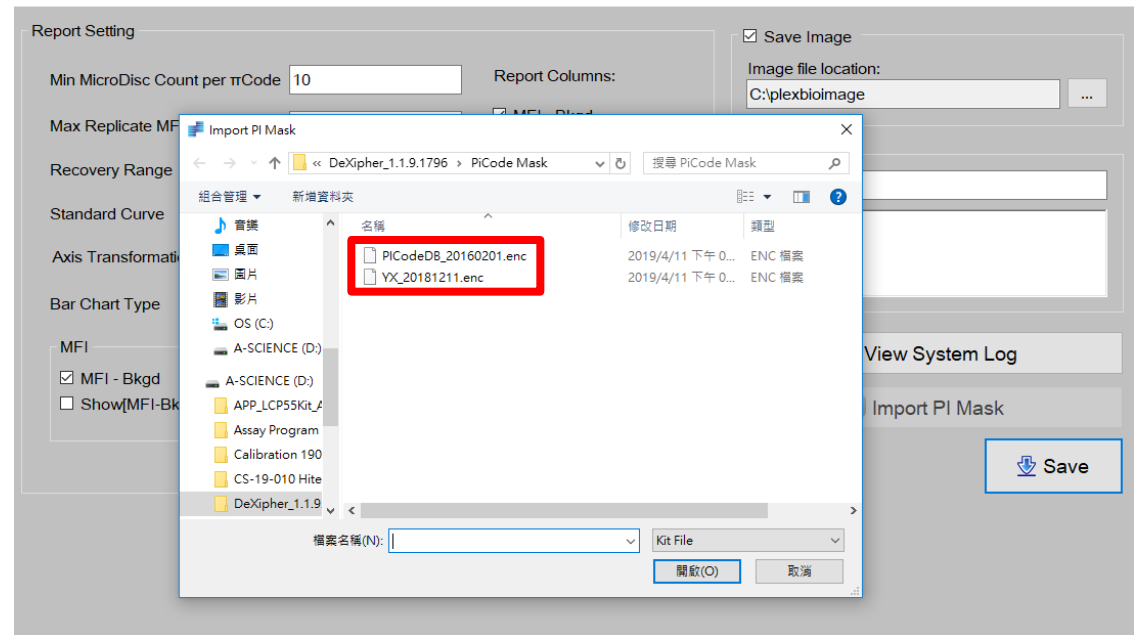 Report Setting
Min MicroDisc Count per πCode 10
Report Columns:
Save Image
Image file location:
C:\plexbioimage ...
Max Replicate MF
MFI - Bkgd
Recovery Range
Standard Curve
Axis Transformati
Bar Chart Type
MFI
MFI - Bkgd
Show[MFI-Bk
Import PI Mask
« DeXipher_1.1.9.1796 › PiCode Mask
搜尋 PiCode Mask
組合管理 新增資料夾
音樂
桌面
圖片
影片
OS (C:)
A-SCIENCE (D:)
A-SCIENCE (D:)
APP_LCP55Kit_A
Assay Program
Calibration 190
CS-19-010 Hite
DeXipher_1.1.9
名稱 修改日期 類型
PICodeDB_20160201.enc 2019/4/11 下午 0... ENC 檔案
YX_20181211.enc 2019/4/11 下午 0... ENC 檔案
檔案名稱(N): Kit File
開啟(O) 取消
View System Log
Import PI Mask
Save